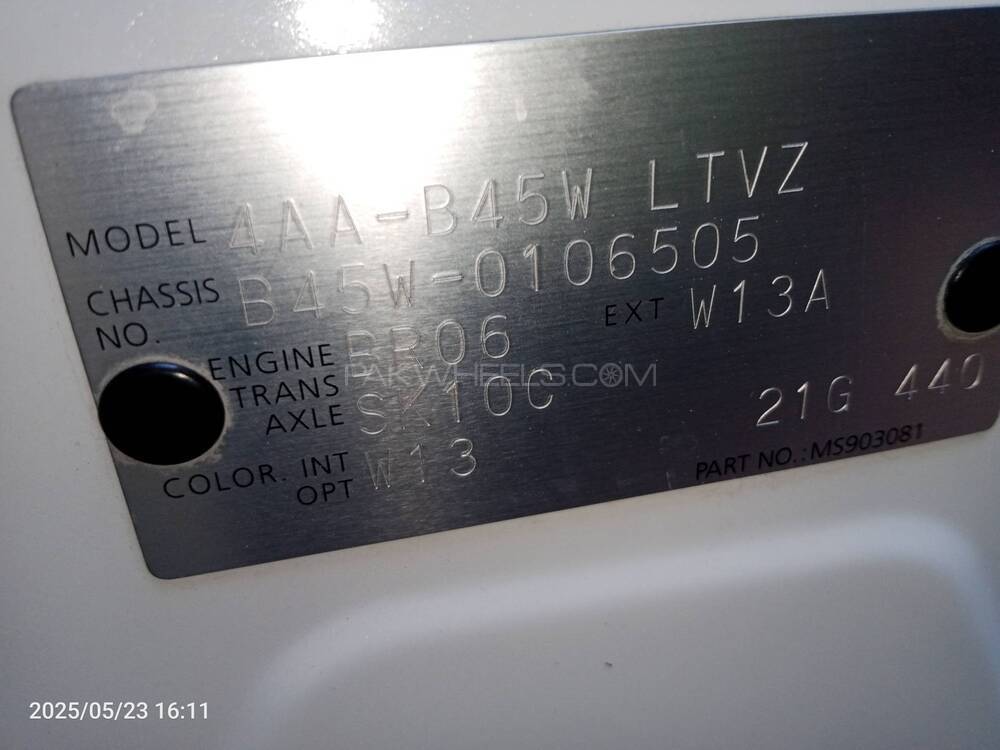 MODEL 4AA-B45W LTVZ
CHASSIS NO. B45W-0106505
ENGINE BR06 EXT W13A
TRANS AXLE SK10C 21G 440
COLOR. INT OPT W13
PART NO.:MS903081
PAKWHEELS.COM
2025/05/23 16:11